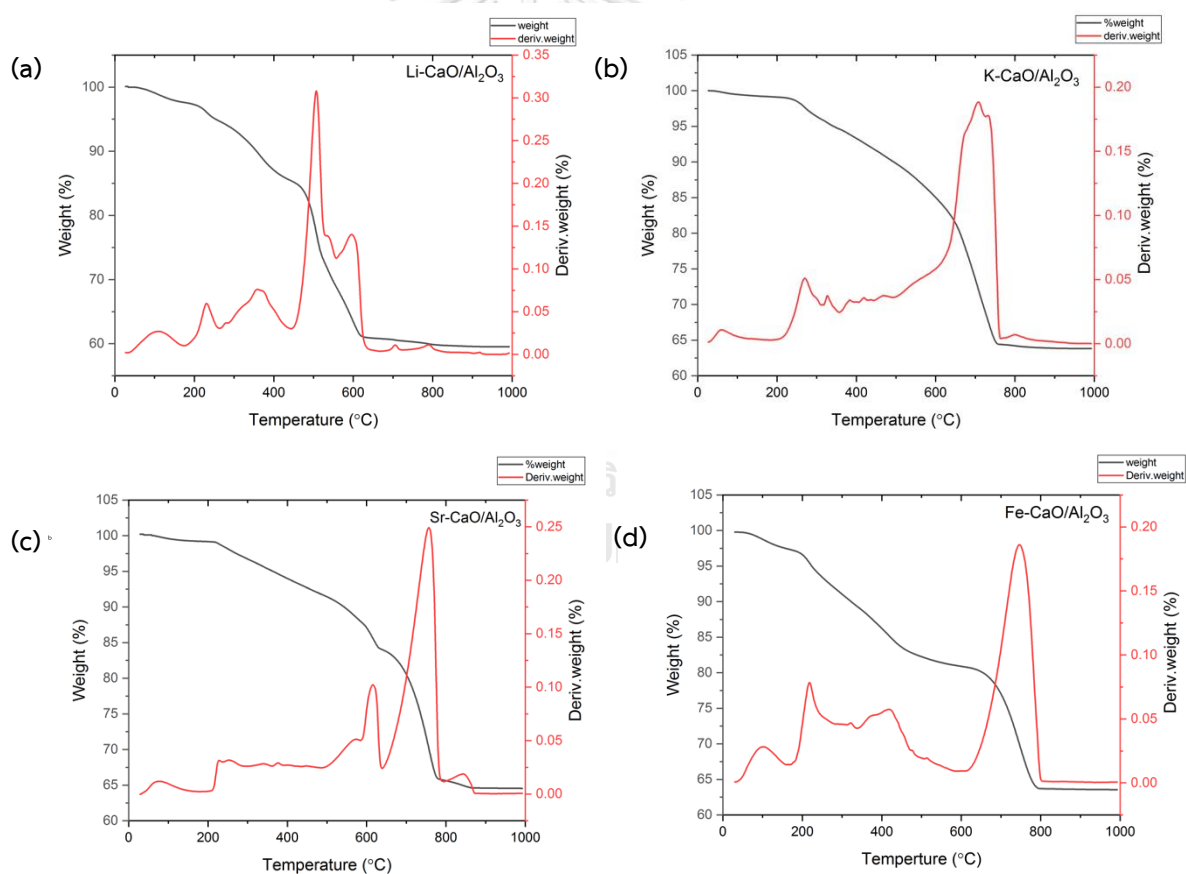 weight
deriv.weight
(a)
Li-CaO/Al₂O₃
0.35
0.30
0.25
0.20
0.15
0.10
0.05
0.00
100
90
80
70
60
Weight (%)
Deriv.weight (%)
0 200 400 600 800 1000
Temperature (°C)
%weight
deriv.weight
(b)
K-CaO/Al₂O₃
105
100
95
90
85
80
75
70
65
60
0.20
0.15
0.10
0.05
0.00
Weight (%)
Deriv.weight (%)
0 200 400 600 800 1000
Temperature (°C)
%weight
Deriv.weight
(c)
Sr-CaO/Al₂O₃
105
100
95
90
85
80
75
70
65
60
0.25
0.20
0.15
0.10
0.05
0.00
Weight (%)
Deriv.weight (%)
0 200 400 600 800 1000
Temperature (°C)
weight
Deriv.weight
(d)
Fe-CaO/Al₂O₃
105
100
95
90
85
80
75
70
65
60
0.20
0.15
0.10
0.05
0.00
Weight (%)
Deriv.weight (%)
0 200 400 600 800 1000
Temperture (°C)